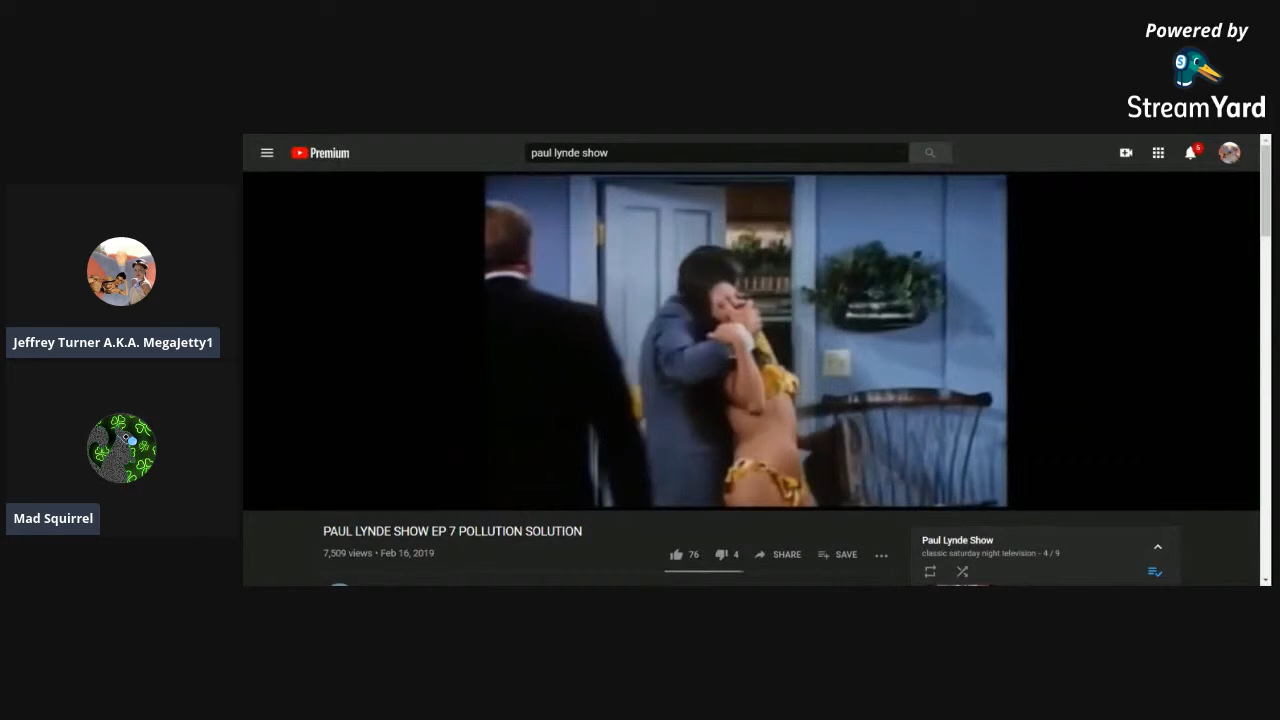 Powered by
StreamYard
Premium
paul lynde show
5
Jeffrey Turner A.K.A. MegaJetty1
Mad Squirrel
PAUL LYNDE SHOW EP 7 POLLUTION SOLUTION
7,509 views • Feb 16, 2019
76
4
SHARE
SAVE
Paul Lynde Show
classic saturday night television - 4 / 9